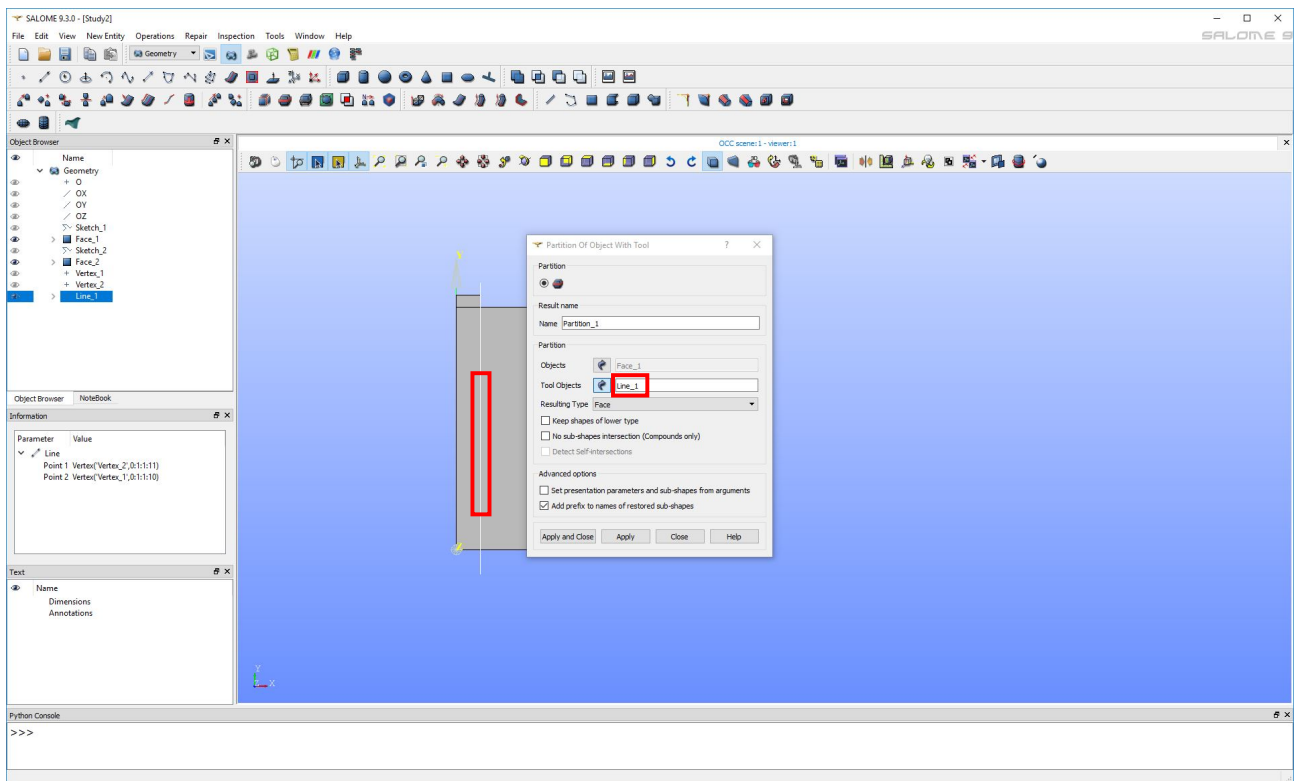 SALOME 9.3.0 - [Study2]
File Edit View New Entity Operations Repair Inspection Tools Window Help
SALOME 9
Geometry
Object Browser
OCC scene:1 - viewer:1
Name
Geometry
O
OX
OY
OZ
Sketch_1
Face_1
Sketch_2
Face_2
Vertex_1
Vertex_2
Line_1
Object Browser NoteBook
Information
Parameter Value
Line
Point 1 Vertex('Vertex_2',0:1:1:11)
Point 2 Vertex('Vertex_1',0:1:1:10)
Text
Name
Dimensions
Annotations
Y
Z
Partition Of Object With Tool ?
Partition
Result name
Name Partition_1
Partition
Objects Face_1
Tool Objects Line_1
Resulting Type Face
Keep shapes of lower type
No sub-shapes intersection (Compounds only)
Detect Self-intersections
Advanced options
Set presentation parameters and sub-shapes from arguments
Add prefix to names of restored sub-shapes
Apply and Close Apply Close Help
Y
X
Python Console
>>>